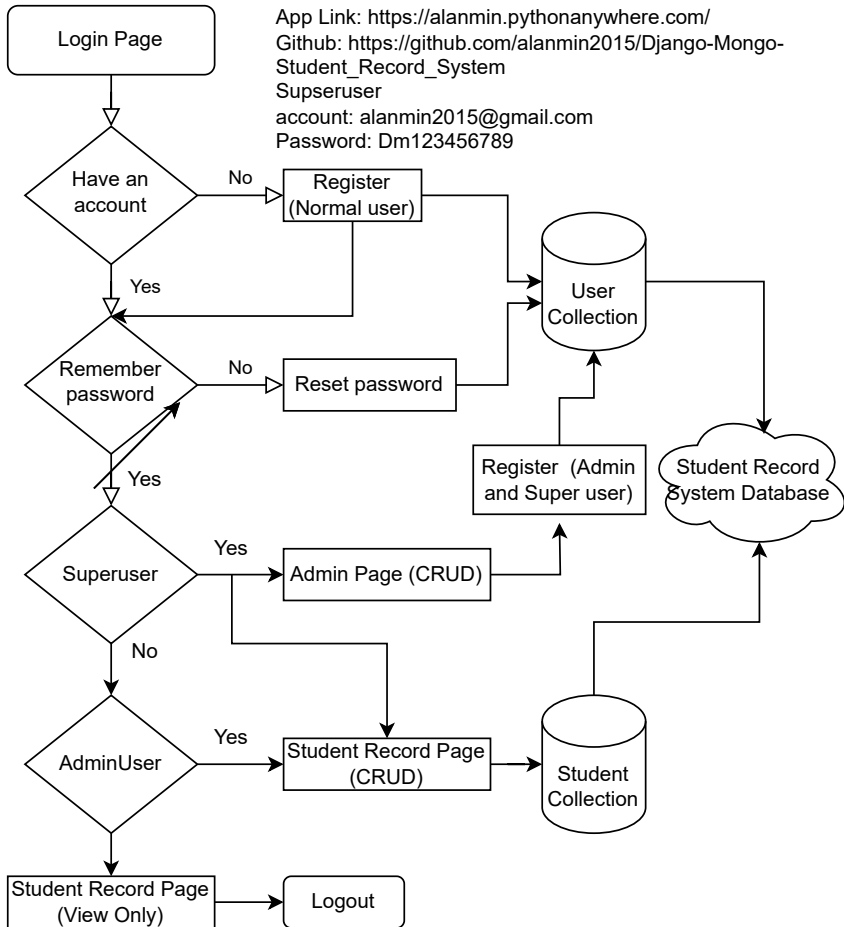 App Link: https://alanmin.pythonanywhere.com/
Github: https://github.com/alanmin2015/Django-Mongo-
Student_Record_System
Supseruser
account: alanmin2015@gmail.com
Password: Dm123456789
Login Page
Have an
account
No
Register
(Normal user)
Yes
User
Collection
Remember
password
No
Reset password
Yes
Register (Admin
and Super user)
Student Record
System Database
Superuser
Yes
Admin Page (CRUD)
No
AdminUser
Yes
Student Record Page
(CRUD)
Student
Collection
Student Record Page
(View Only)
Logout